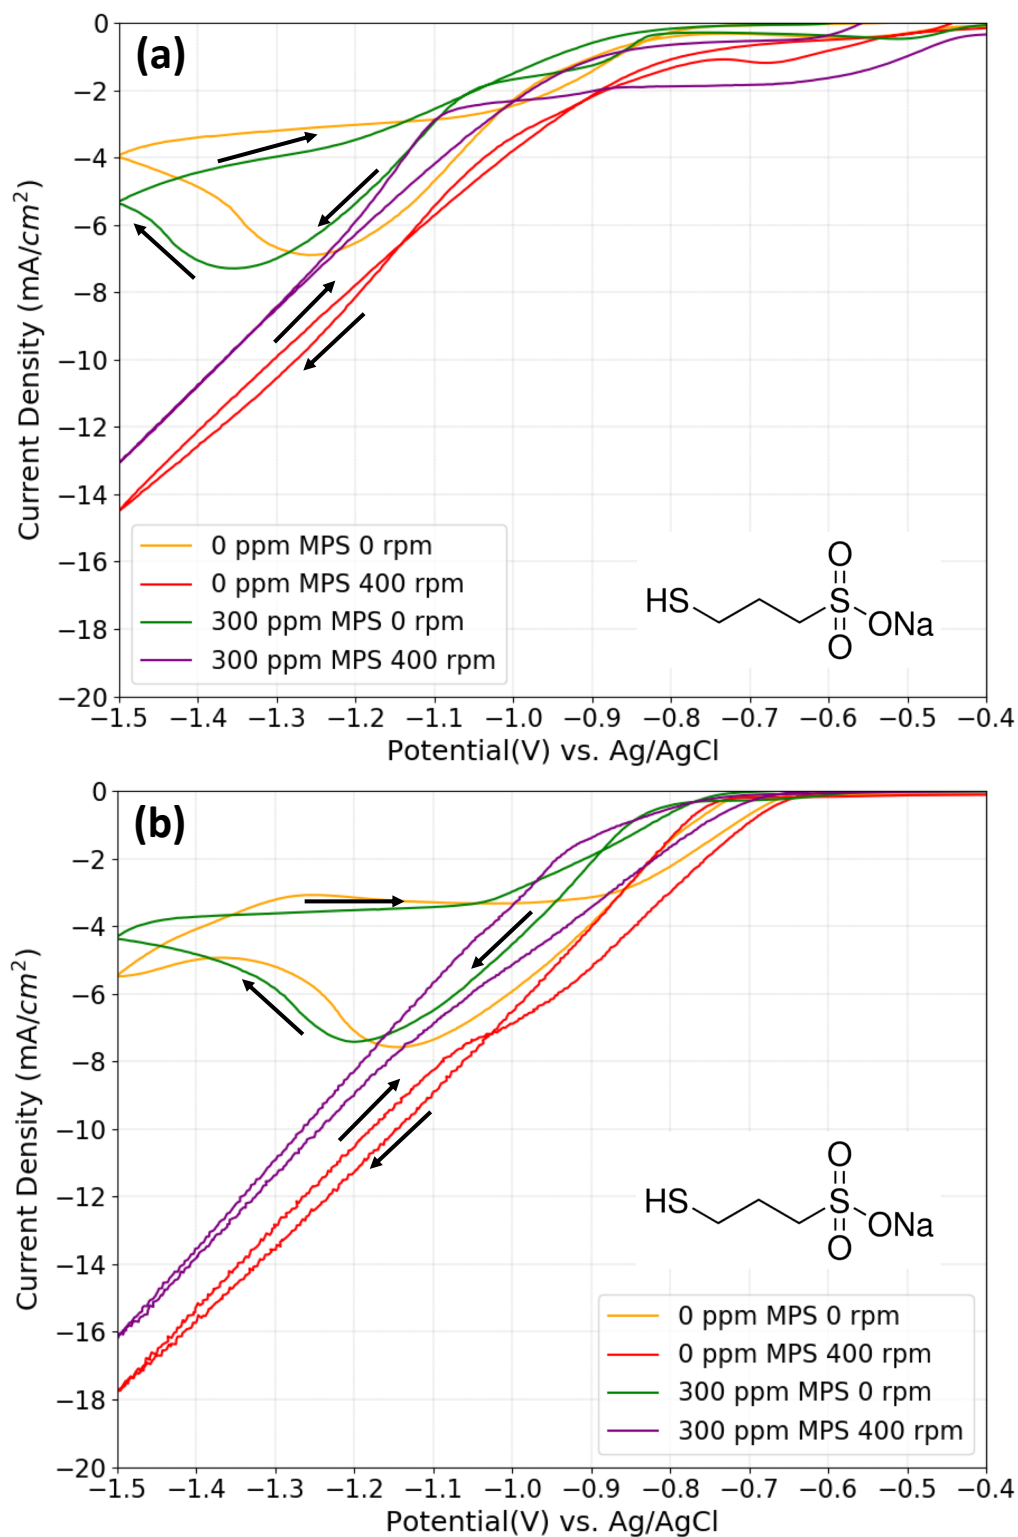 (a)
0
−2
−4
−6
−8
−10
−12
−14
−16
−18
−20
Current Density (mA/cm²)
0 ppm MPS 0 rpm
0 ppm MPS 400 rpm
300 ppm MPS 0 rpm
300 ppm MPS 400 rpm
O
HS S ONa
O
−1.5 −1.4 −1.3 −1.2 −1.1 −1.0 −0.9 −0.8 −0.7 −0.6 −0.5 −0.4
Potential(V) vs. Ag/AgCl
(b)
0
−2
−4
−6
−8
−10
−12
−14
−16
−18
−20
Current Density (mA/cm²)
O
HS S ONa
O
0 ppm MPS 0 rpm
0 ppm MPS 400 rpm
300 ppm MPS 0 rpm
300 ppm MPS 400 rpm
−1.5 −1.4 −1.3 −1.2 −1.1 −1.0 −0.9 −0.8 −0.7 −0.6 −0.5 −0.4
Potential(V) vs. Ag/AgCl